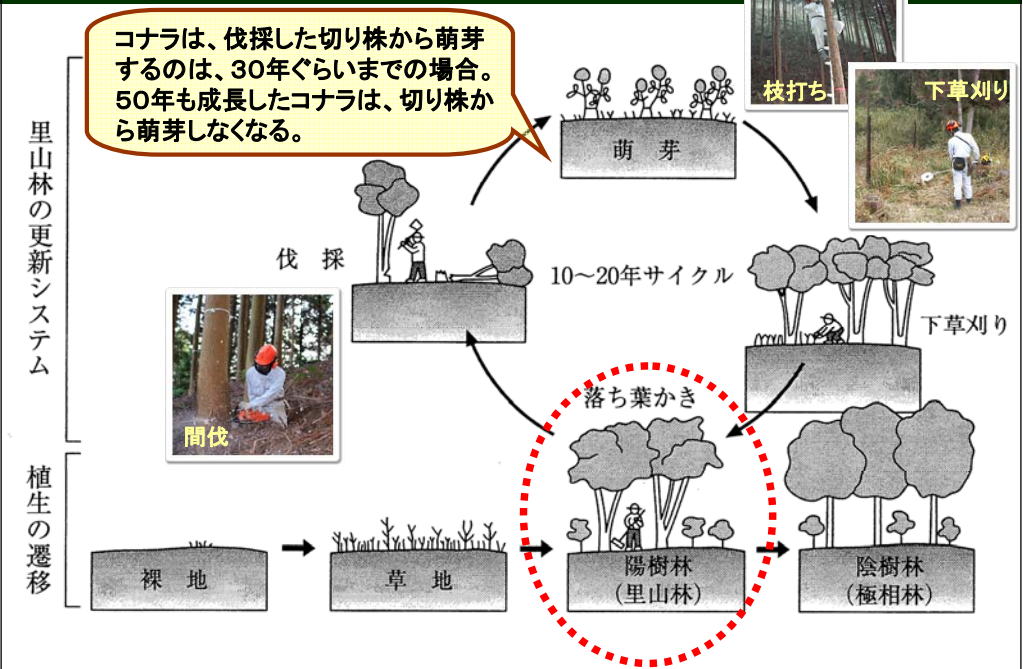 コナラは、伐採した切り株から萌芽
するのは、30年ぐらいまでの場合。
50年も成長したコナラは、切り株か
ら萌芽しなくなる。
枝打ち
下草刈り
里山林の更新システム
萌 芽
伐 採
10〜20年サイクル
下草刈り
間伐
落ち葉かき
植生の遷移
裸 地
草 地
陽樹林
(里山林)
陰樹林
(極相林)